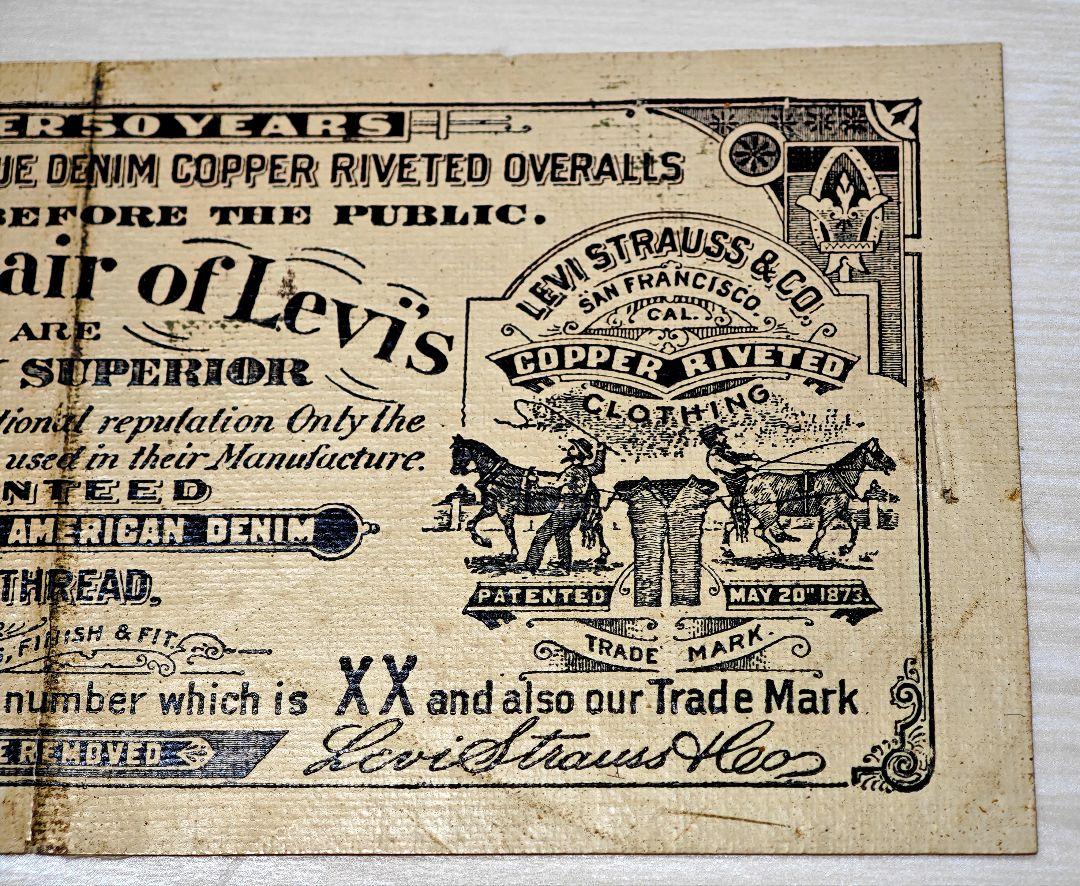 ER 50 YEARS
UE DENIM COPPER RIVETED OVERALLS
BEFORE THE PUBLIC.
air of Levi's
ARE
SUPERIOR
tional reputation Only the
used in their Manufacture.
NTEED
AMERICAN DENIM
THREAD,
, FINISH & FIT,
number which is XX and also our Trade Mark
E REMOVED
Levi Strauss & Co
LEVI STRAUSS & CO.
SAN FRANCISCO,
CAL.
COPPER RIVETED
CLOTHING
PATENTED MAY 20TH 1873.
TRADE MARK.